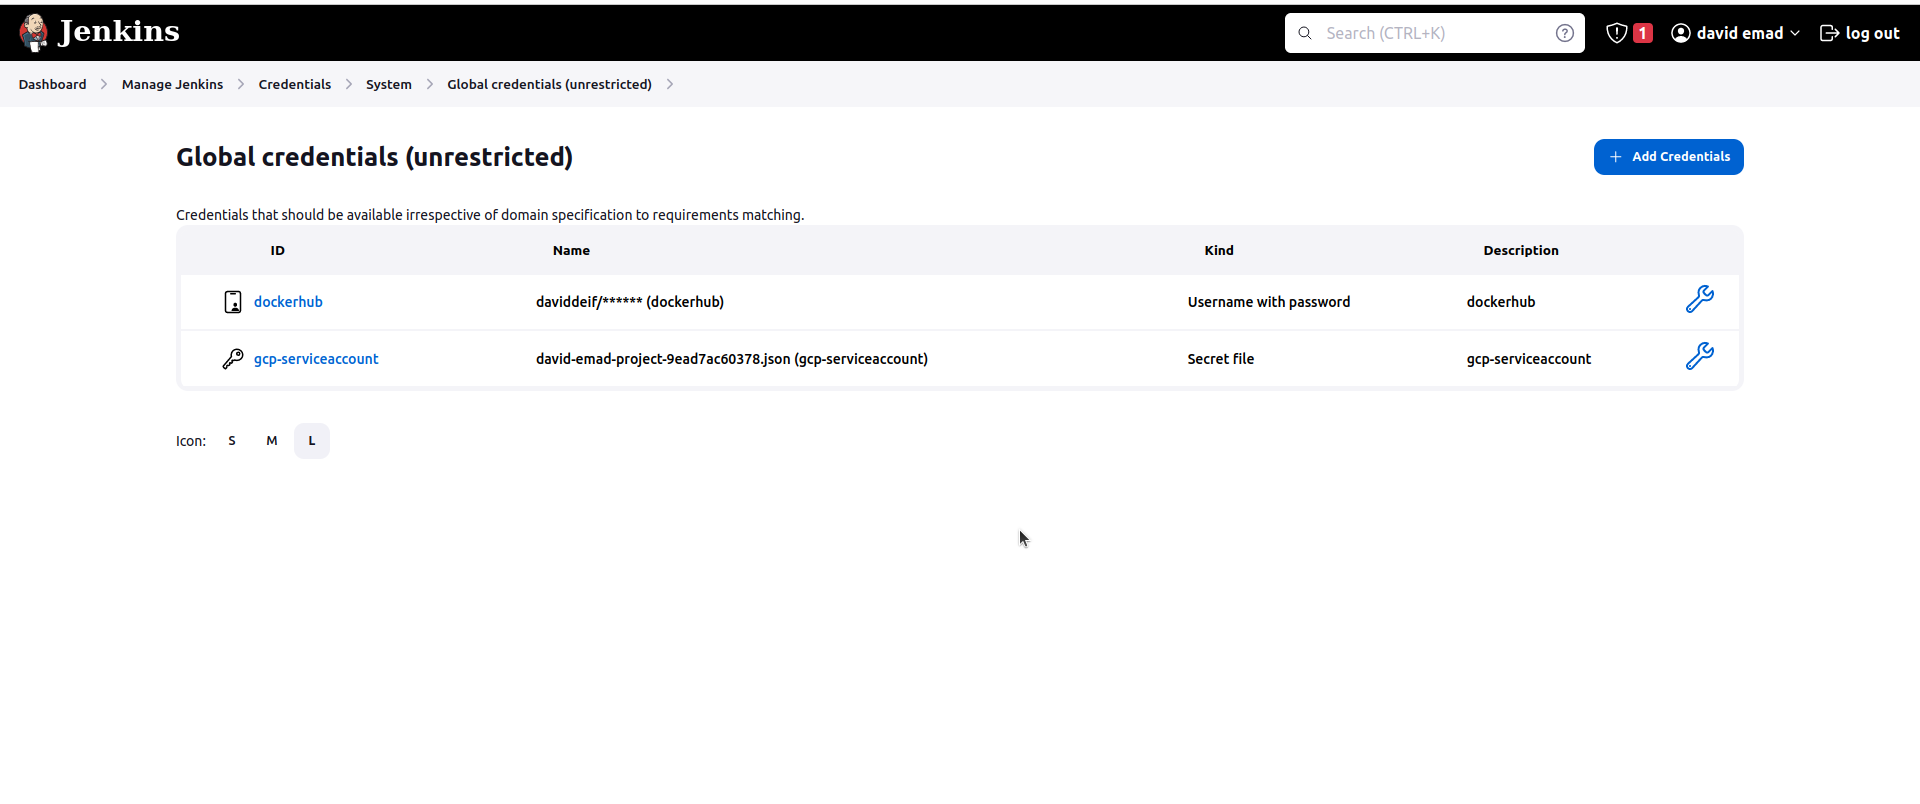 Jenkins Search (CTRL+K) 1 david emad log out
Dashboard Manage Jenkins Credentials System Global credentials (unrestricted)
Global credentials (unrestricted) Add Credentials
Credentials that should be available irrespective of domain specification to requirements matching.
ID Name Kind Description
dockerhub daviddeif/****** (dockerhub) Username with password dockerhub
gcp-serviceaccount david-emad-project-9ead7ac60378.json (gcp-serviceaccount) Secret file gcp-serviceaccount
Icon: S M L